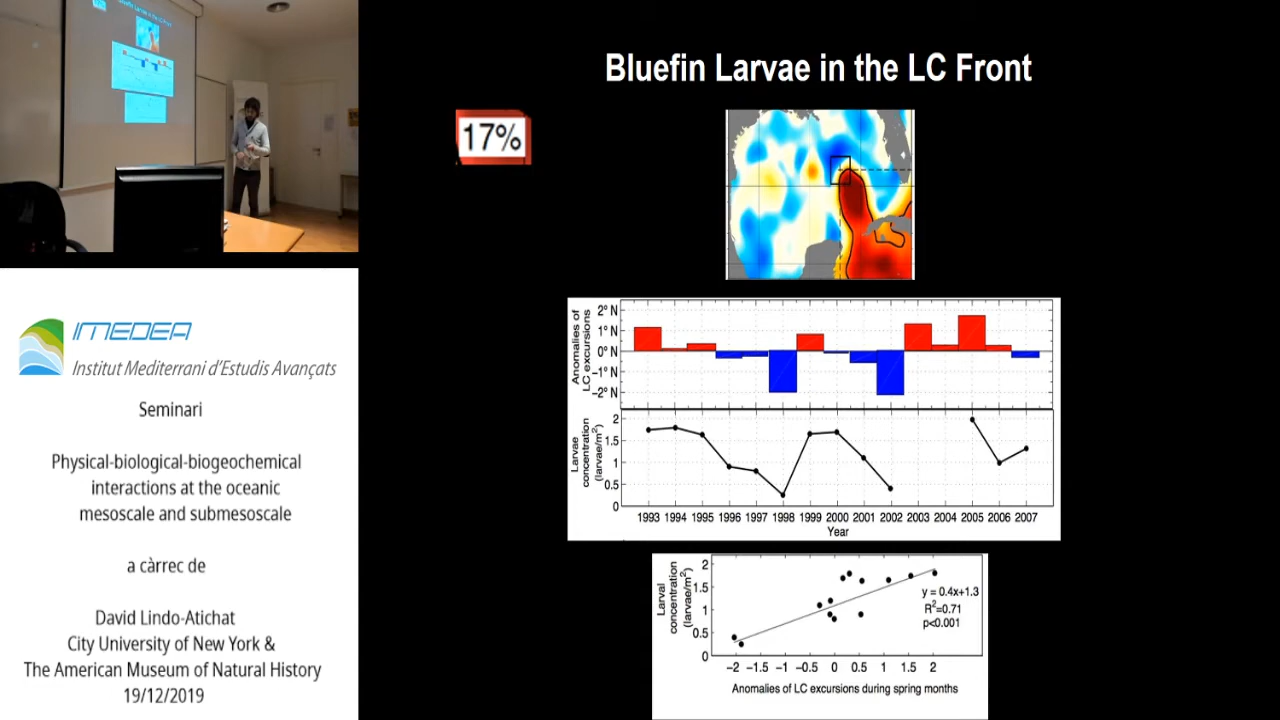 Bluefin Larvae in the LC Front
17%
IMEDEA
Institut Mediterrani d'Estudis Avançats
Seminari
Physical-biological-biogeochemical
interactions at the oceanic
mesoscale and submesoscale
a càrrec de
David Lindo-Atichat
City University of New York &
The American Museum of Natural History
19/12/2019
Anomalies of
LC excursions
2° N
1° N
0° N
−1° N
−2° N
Larvae
concentration
(larvae/m²)
2
1.5
1
0.5
0
1993 1994 1995 1996 1997 1998 1999 2000 2001 2002 2003 2004 2005 2006 2007
Year
Larval
concentration
(larvae/m²)
2
1.5
1
0.5
0
y = 0.4x+1.3
R²=0.71
p<0.001
−2 −1.5 −1 −0.5 0 0.5 1 1.5 2
Anomalies of LC excursions during spring months